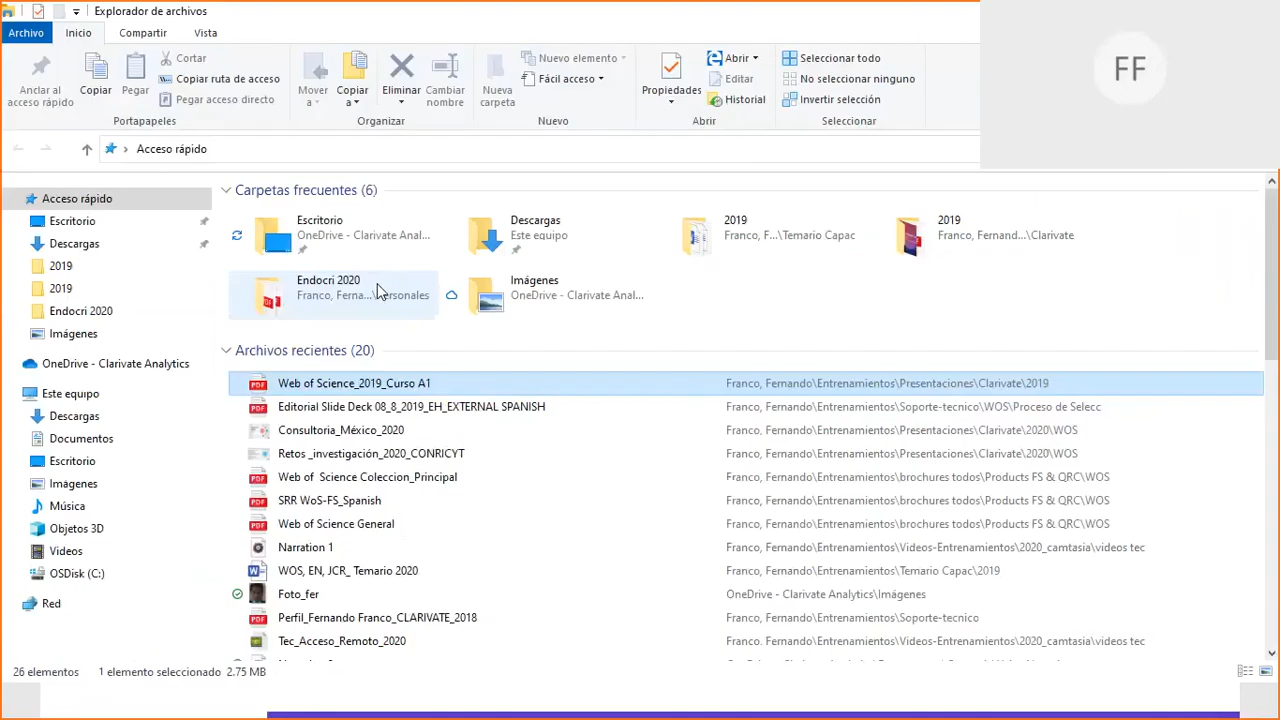 Explorador de archivos
Archivo Inicio Compartir Vista
FF
Anclar al acceso rápido
Copiar
Pegar
Cortar
Copiar ruta de acceso
Pegar acceso directo
Portapapeles
Mover a
Copiar a
Eliminar
Cambiar nombre
Organizar
Nueva carpeta
Nuevo elemento
Fácil acceso
Nuevo
Propiedades
Abrir
Editar
Historial
Abrir
Seleccionar todo
No seleccionar ninguno
Invertir selección
Seleccionar
Acceso rápido
Acceso rápido
Escritorio
Descargas
2019
2019
Endocri 2020
Imágenes
OneDrive - Clarivate Analytics
Este equipo
Descargas
Documentos
Escritorio
Imágenes
Música
Objetos 3D
Videos
OSDisk (C:)
Red
Carpetas frecuentes (6)
Escritorio
OneDrive - Clarivate Anal...
Descargas
Este equipo
2019
Franco, F...\Temario Capac
2019
Franco, Fernand...\Clarivate
Endocri 2020
Franco, Ferna...\Personales
Imágenes
OneDrive - Clarivate Anal...
Archivos recientes (20)
Web of Science_2019_Curso A1 Franco, Fernando\Entrenamientos\Presentaciones\Clarivate\2019
Editorial Slide Deck 08_8_2019_EH_EXTERNAL SPANISH Franco, Fernando\Entrenamientos\Soporte-tecnico\WOS\Proceso de Selecc
Consultoria_México_2020 Franco, Fernando\Entrenamientos\Presentaciones\Clarivate\2020\WOS
Retos _investigación_2020_CONRICYT Franco, Fernando\Entrenamientos\Presentaciones\Clarivate\2020\WOS
Web of Science Coleccion_Principal Franco, Fernando\Entrenamientos\brochures todos\Products FS & QRC\WOS
SRR WoS-FS_Spanish Franco, Fernando\Entrenamientos\brochures todos\Products FS & QRC\WOS
Web of Science General Franco, Fernando\Entrenamientos\brochures todos\Products FS & QRC\WOS
Narration 1 Franco, Fernando\Entrenamientos\Videos-Entrenamientos\2020_camtasia\videos tec
WOS, EN, JCR_ Temario 2020 Franco, Fernando\Entrenamientos\Temario Capac\2019
Foto_fer OneDrive - Clarivate Analytics\Imágenes
Perfil_Fernando Franco_CLARIVATE_2018 Franco, Fernando\Entrenamientos\Soporte-tecnico
Tec_Acceso_Remoto_2020 Franco, Fernando\Entrenamientos\Videos-Entrenamientos\2020_camtasia\videos tec
26 elementos 1 elemento seleccionado 2.75 MB